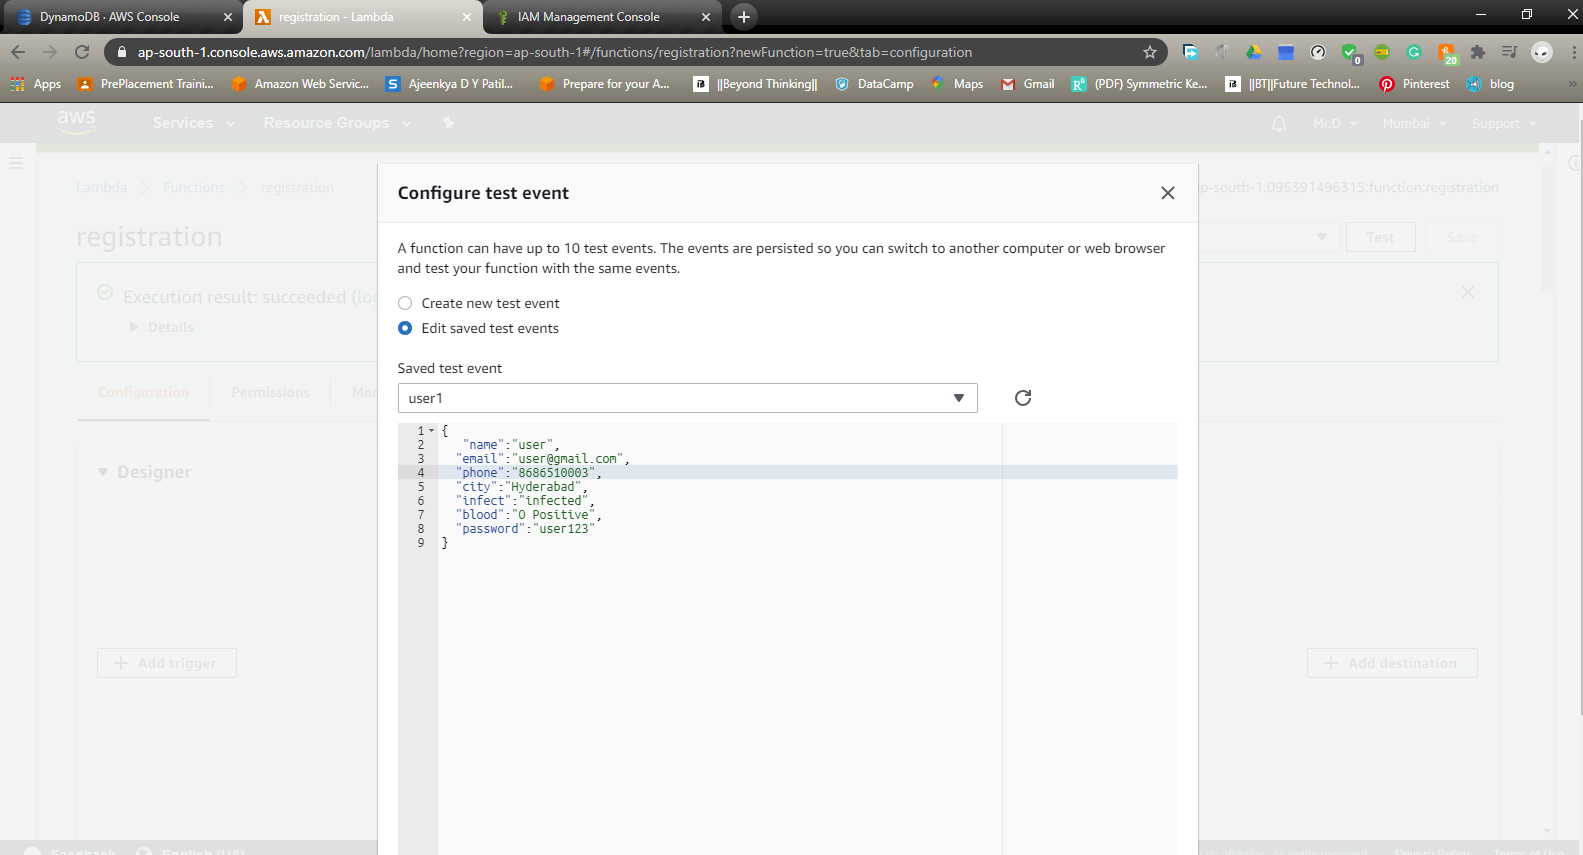 DynamoDB · AWS Console
registration - Lambda
IAM Management Console
ap-south-1.console.aws.amazon.com/lambda/home?region=ap-south-1#/functions/registration?newFunction=true&tab=configuration
0
20
Apps
PrePlacement Traini...
Amazon Web Servic...
Ajeenkya D Y Patil...
Prepare for your A...
||Beyond Thinking||
DataCamp
Maps
Gmail
(PDF) Symmetric Ke...
||BT||Future Technol...
Pinterest
blog
aws
Services
Resource Groups
Mr.D
Mumbai
Support
Lambda
Functions
registration
ap-south-1:095391496315:function:registration
registration
Test
Save
Execution result: succeeded (log
Details
Configuration
Permissions
Mon
Designer
+ Add trigger
+ Add destination
Configure test event
A function can have up to 10 test events. The events are persisted so you can switch to another computer or web browser
and test your function with the same events.
Create new test event
Edit saved test events
Saved test event
user1
1 {
2 "name":"user",
3 "email":"user@gmail.com",
4 "phone":"8686510003",
5 "city":"Hyderabad",
6 "infect":"infected",
7 "blood":"O Positive",
8 "password":"user123"
9 }
Feedback
English (US)
Privacy Policy
Terms of Use